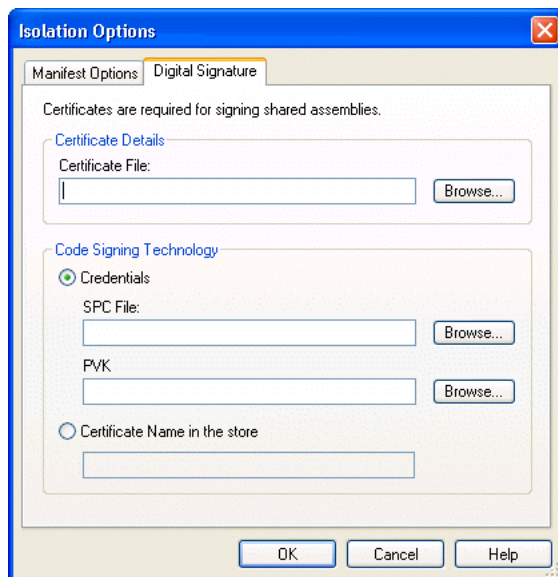 Isolation Options
Manifest Options Digital Signature
Certificates are required for signing shared assemblies.
Certificate Details
Certificate File:
Browse...
Code Signing Technology
Credentials
SPC File:
Browse...
PVK
Browse...
Certificate Name in the store
OK Cancel Help